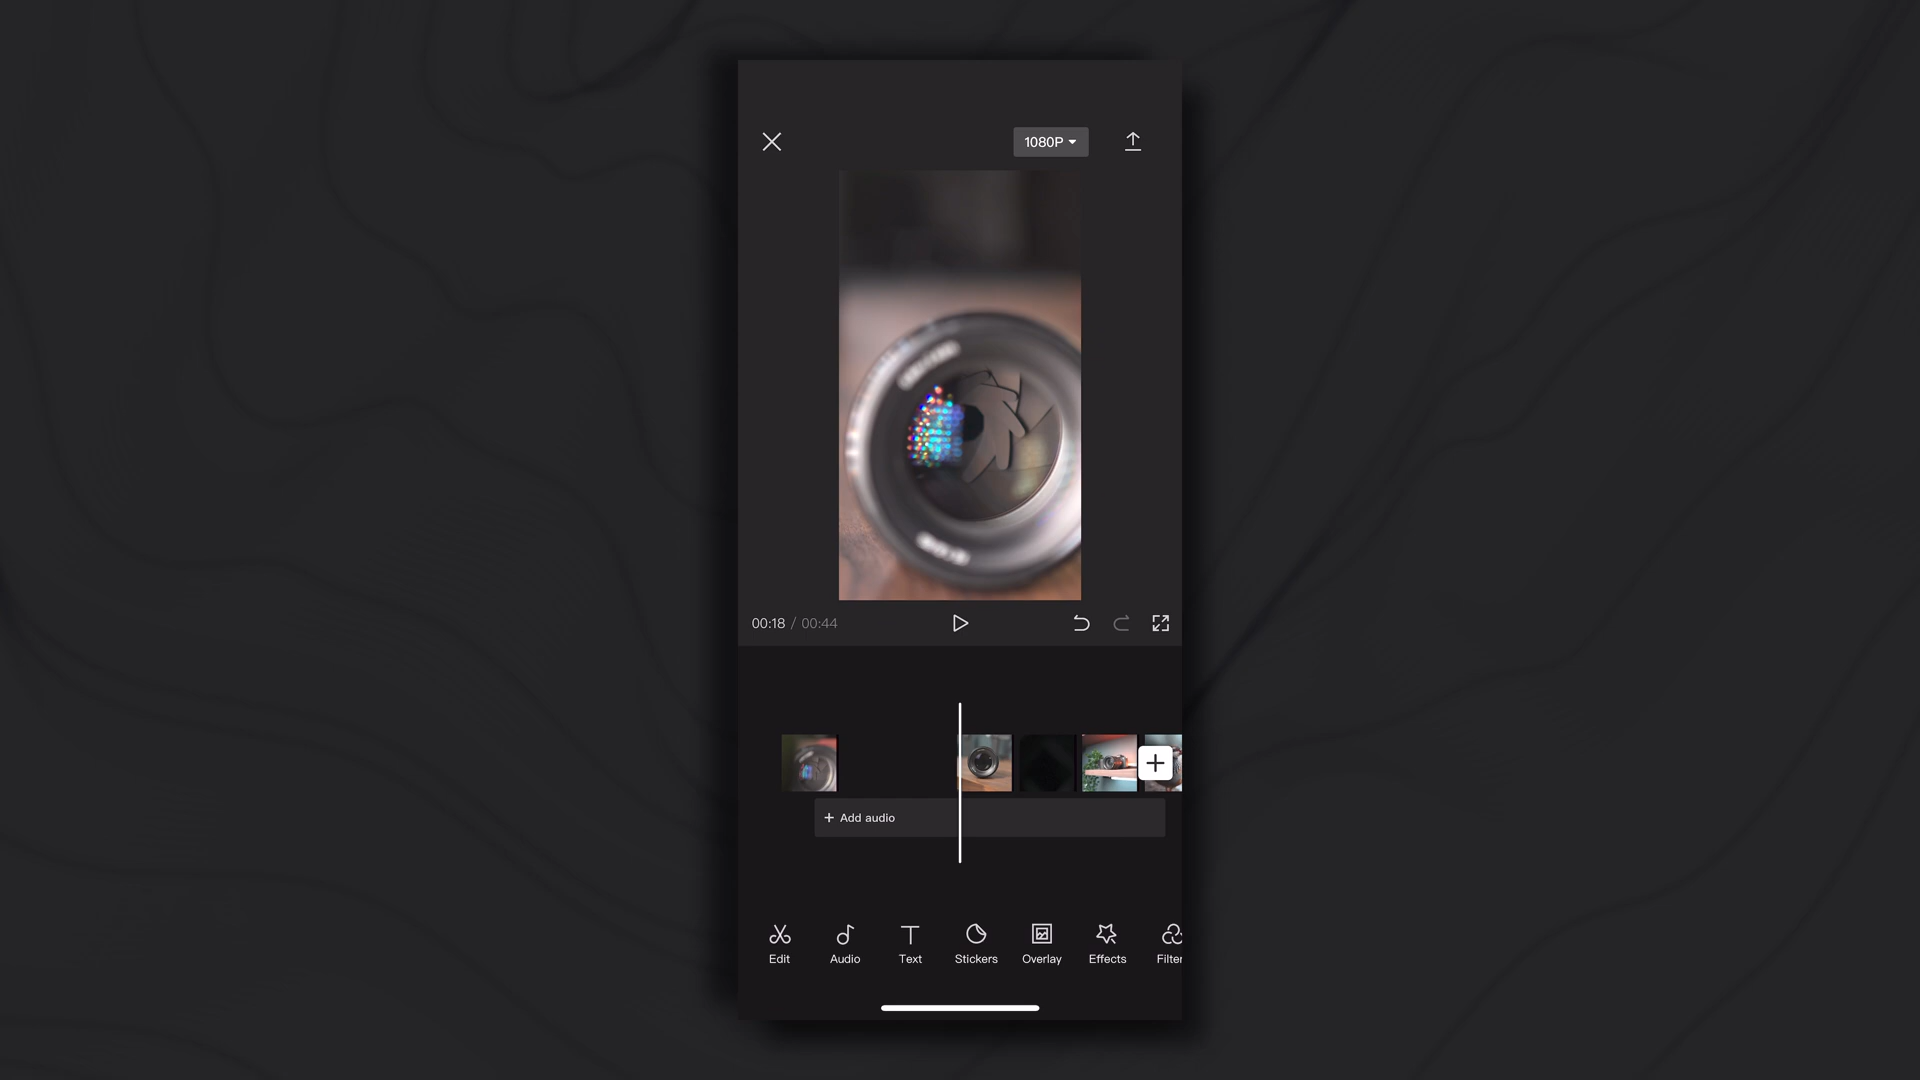 1080P
00:18 / 00:44
+ Add audio
Edit
Audio
Text
Stickers
Overlay
Effects
Filter